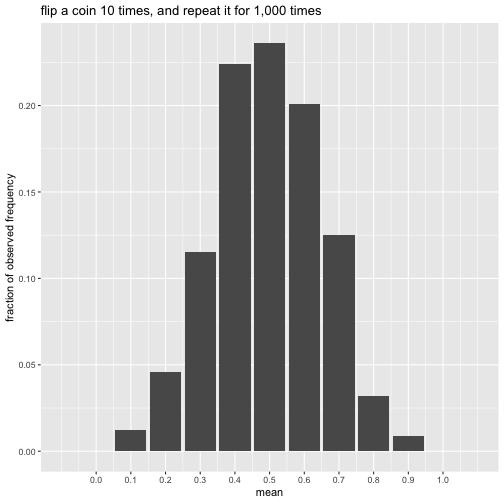 flip a coin 10 times, and repeat it for 1,000 times
fraction of observed frequency
0.20
0.15
0.10
0.05
0.00
0.0 0.1 0.2 0.3 0.4 0.5 0.6 0.7 0.8 0.9 1.0
mean